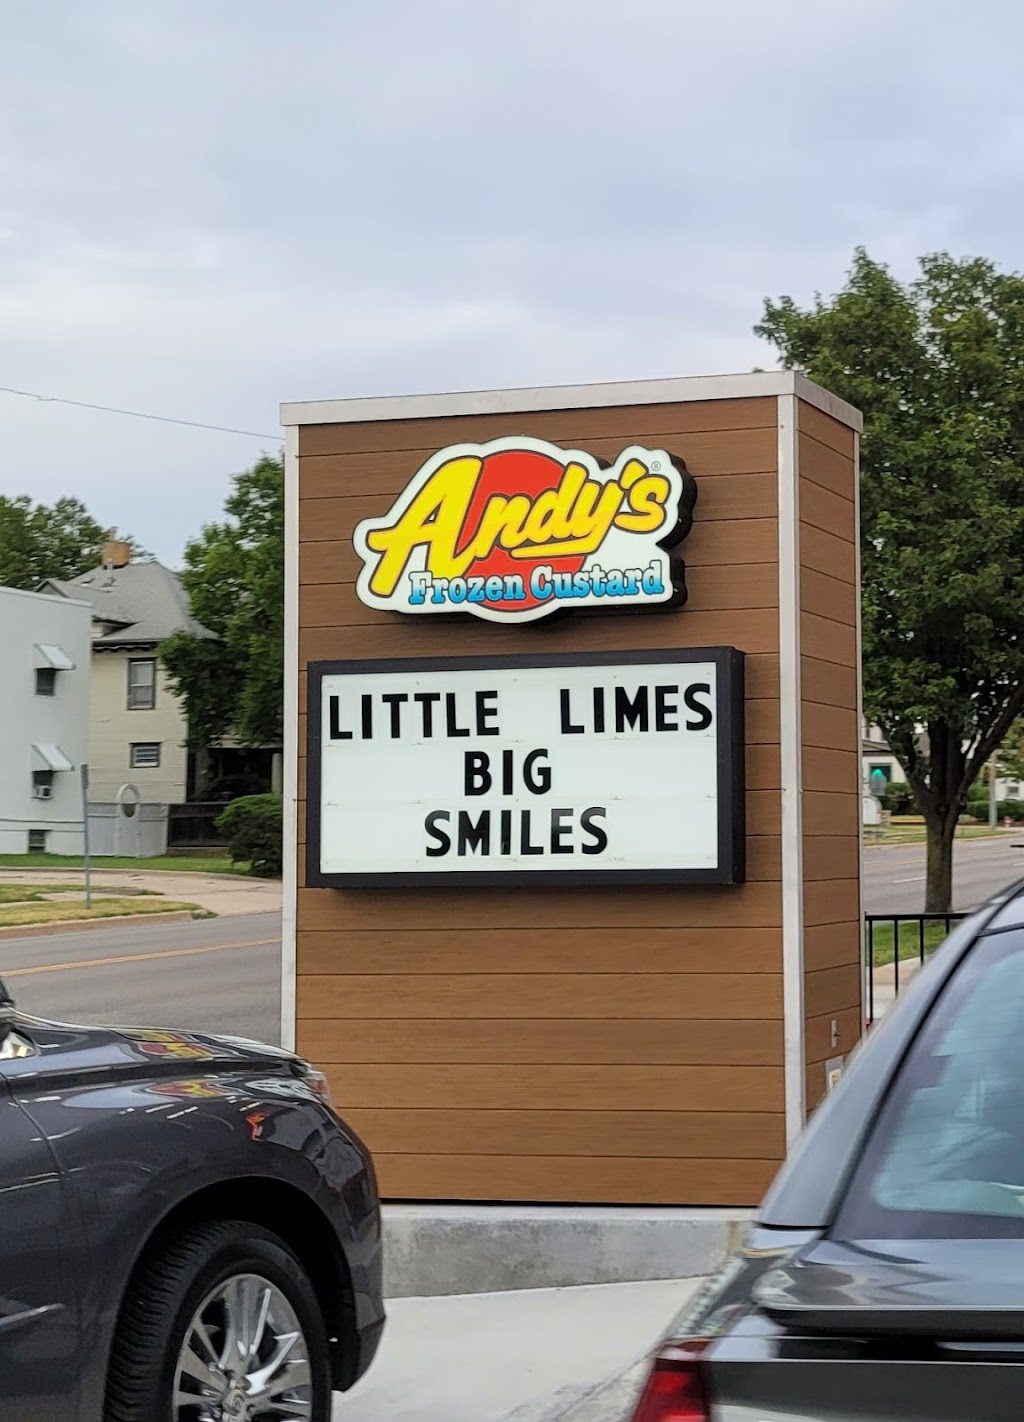 Andy's®
Frozen Custard
LITTLE LIMES
BIG
SMILES